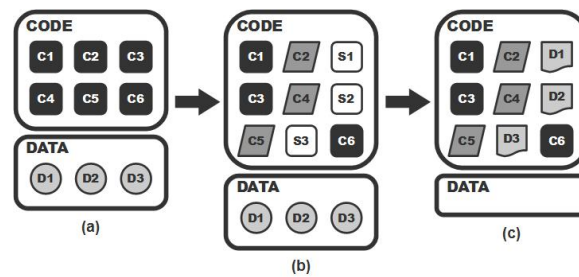 CODE
C1 C2 C3
C4 C5 C6
DATA
D1 D2 D3
(a)
CODE
C1 C2 S1
C3 C4 S2
C5 S3 C6
DATA
D1 D2 D3
(b)
CODE
C1 C2 D1
C3 C4 D2
C5 D3 C6
DATA
(c)